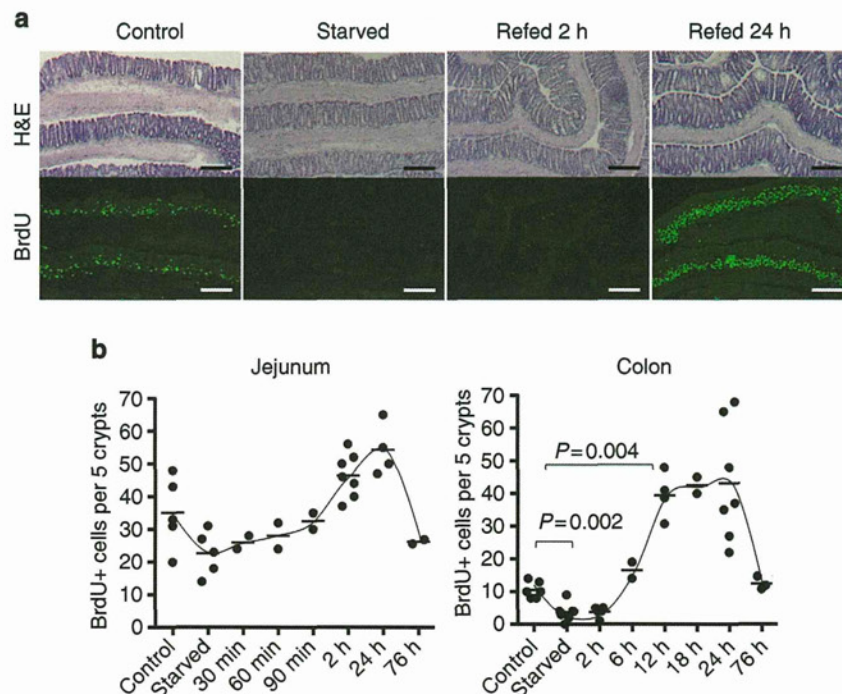 a
Control Starved Refed 2 h Refed 24 h
H&E
BrdU
b
Jejunum
BrdU+ cells per 5 crypts
70
60
50
40
30
20
10
0
Control Starved 30 min 60 min 90 min 2 h 24 h 76 h
Colon
BrdU+ cells per 5 crypts
70
60
50
40
30
20
10
0
P=0.004
P=0.002
Control Starved 2 h 6 h 12 h 18 h 24 h 76 h